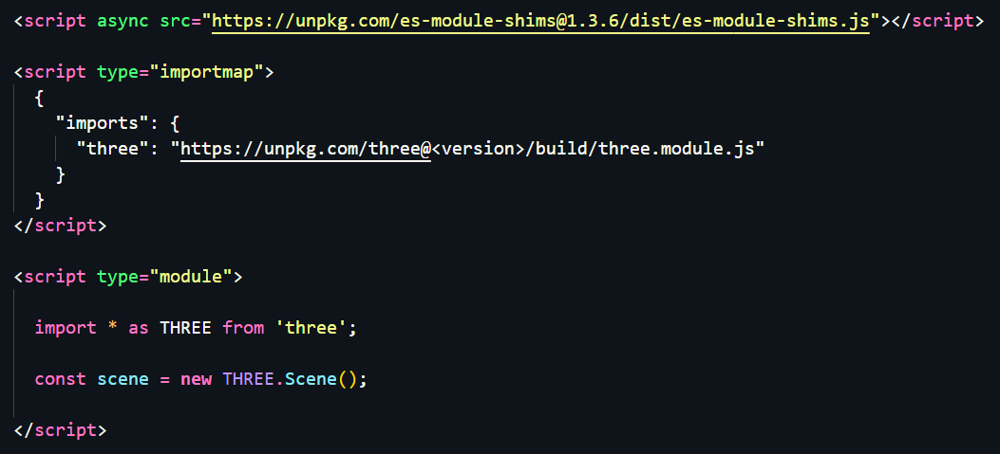 <script async src="https://unpkg.com/es-module-shims@1.3.6/dist/es-module-shims.js"></script>
<script type="importmap">
{
"imports": {
"three": "https://unpkg.com/three@<version>/build/three.module.js"
}
}
</script>
<script type="module">
import * as THREE from 'three';
const scene = new THREE.Scene();
</script>